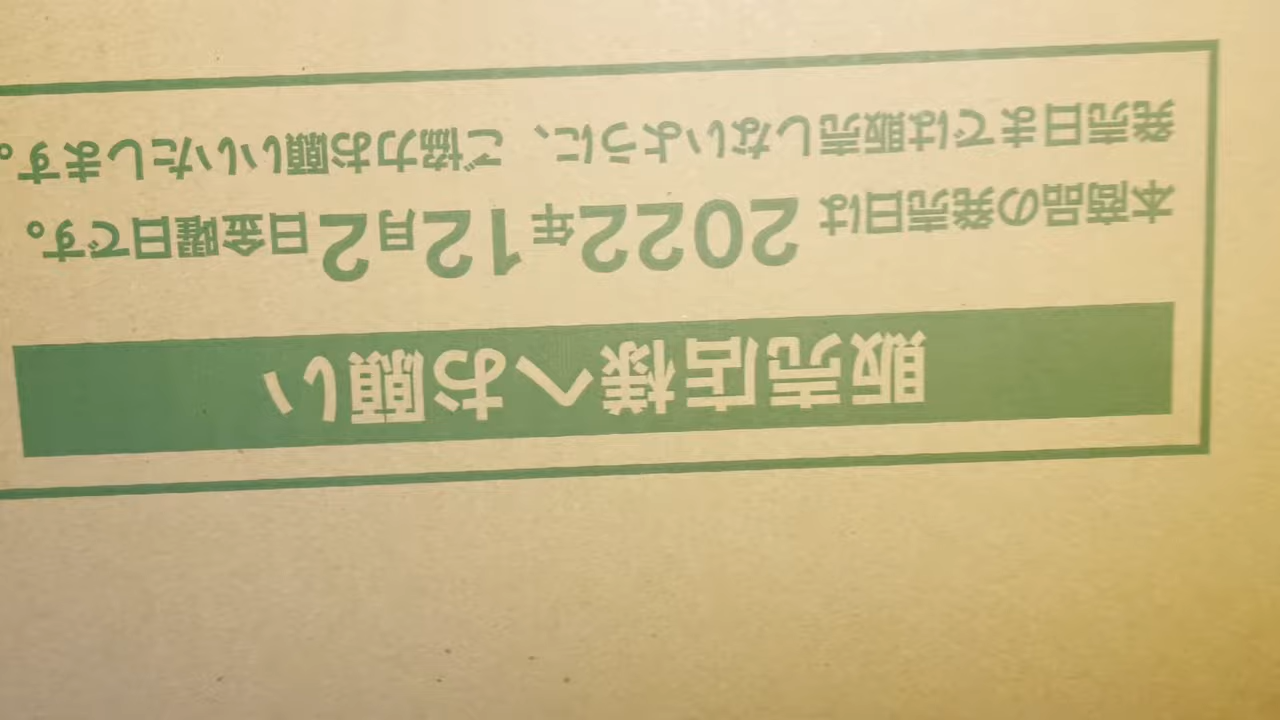 販売店様へお願い
本商品の発売日は2022年12月2日金曜日です。
発売日までは販売しないように、ご協力お願いいたします。